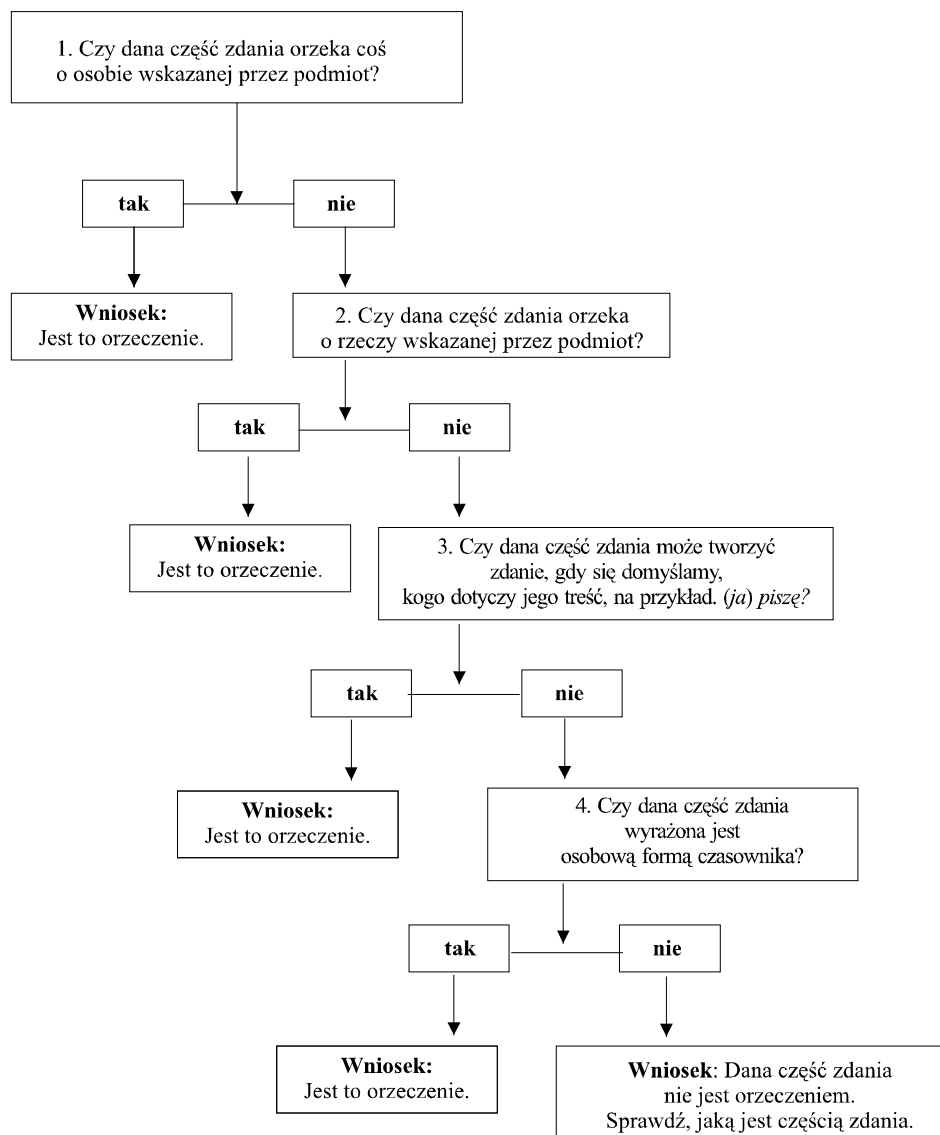 1. Czy dana część zdania orzeka coś
o osobie wskazanej przez podmiot?
tak
nie
Wniosek:
Jest to orzeczenie.
2. Czy dana część zdania orzeka
o rzeczy wskazanej przez podmiot?
tak
nie
Wniosek:
Jest to orzeczenie.
3. Czy dana część zdania może tworzyć
zdanie, gdy się domyślamy,
kogo dotyczy jego treść, na przykład. (ja) piszę?
tak
nie
Wniosek:
Jest to orzeczenie.
4. Czy dana część zdania
wyrażona jest
osobową formą czasownika?
tak
nie
Wniosek:
Jest to orzeczenie.
Wniosek: Dana część zdania
nie jest orzeczeniem.
Sprawdź, jaką jest częścią zdania.